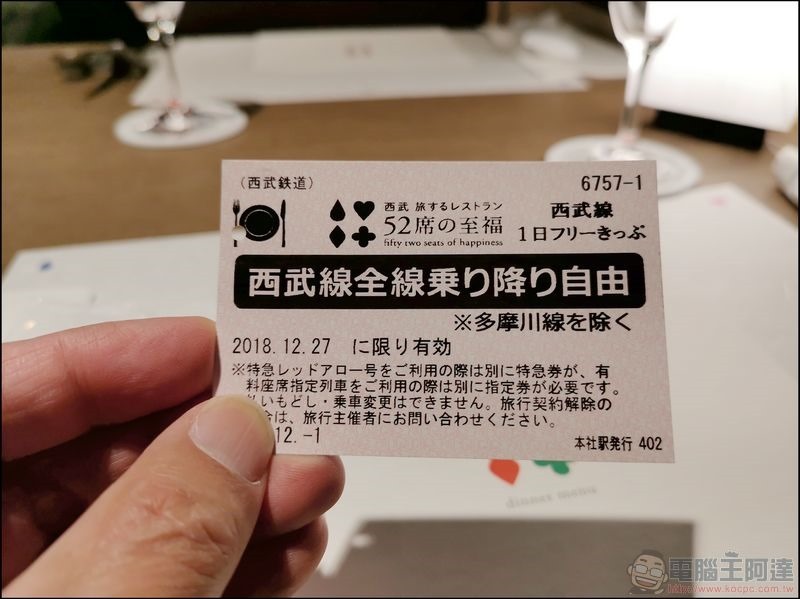 （西武鉄道）
6757-1
西武 旅するレストラン
52席の至福
fifty two seats of happiness
西武線
1日フリーきっぷ
西武線全線乗り降り自由
※多摩川線を除く
2018.12.27 に限り有効
※特急レッドアロー号をご利用の際は別に特急券が、有
料座席指定列車をご利用の際は別に指定券が必要です。
いもどし・乗車変更はできません。旅行契約解除の
は、旅行主催者にお問い合わせください。
12.-1
本社駅発行 402
dinner menu
電腦王阿達
http://www.kocpc.com.tw